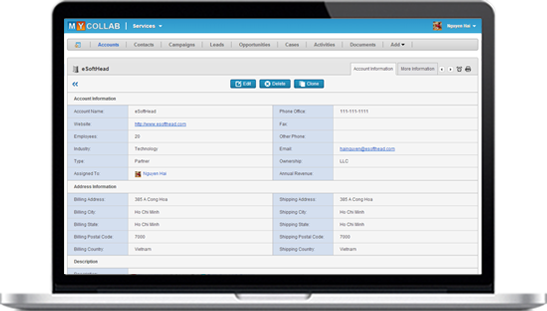 MYCOLLAB Services Nguyen Hai
Accounts Contacts Campaigns Leads Opportunities Cases Activities Documents Add
eSoftHead Account Information More Information
Edit Delete Clone
Account Information
Account Name eSoftHead Phone Office 111-111-1111
Website http://www.esofthead.com Fax
Employees 20 Other Phone
Industry Technology Email hainguyen@esofthead.com
Type Partner Ownership LLC
Assigned To Nguyen Hai Annual Revenue
Address Information
Billing Address 385 A Cong Hoa Shipping Address 385 A Cong Hoa
Billing City Ho Chi Minh Shipping City Ho Chi Minh
Billing State Ho Chi Minh Shipping State Ho Chi Minh
Billing Postal Code 7000 Shipping Postal Code 7000
Billing Country Vietnam Shipping Country Vietnam
Description